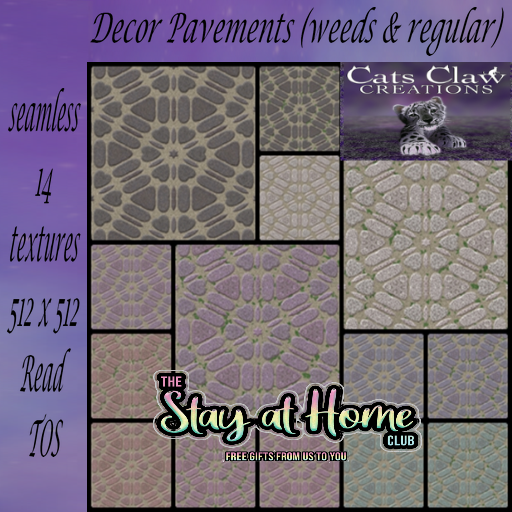 Decor Pavements (weeds & regular)
Cats Claw
CREATIONS
seamless
14
textures
512 x 512
Read
TOS
THE
Stay at Home
CLUB
FREE GIFTS FROM US TO YOU